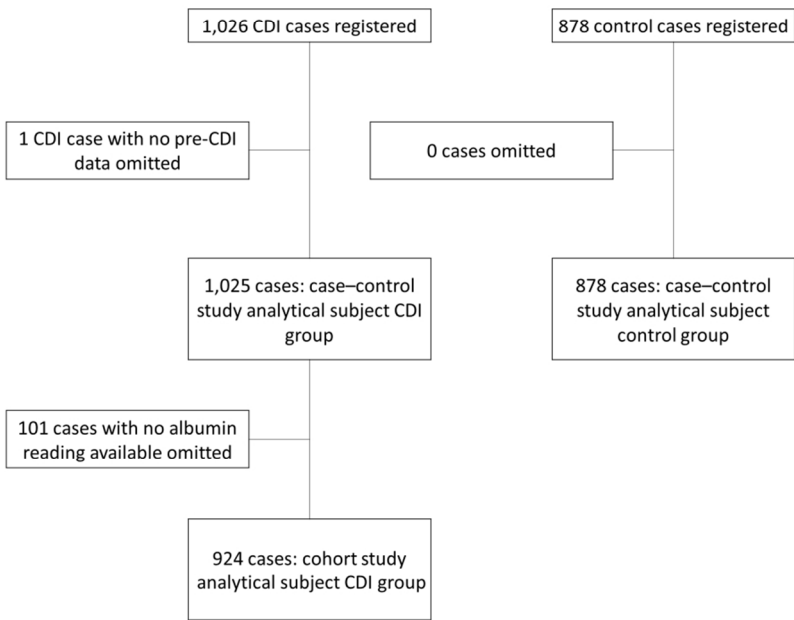 1,026 CDI cases registered
878 control cases registered
1 CDI case with no pre-CDI
data omitted
0 cases omitted
1,025 cases: case–control
study analytical subject CDI
group
878 cases: case–control
study analytical subject
control group
101 cases with no albumin
reading available omitted
924 cases: cohort study
analytical subject CDI group